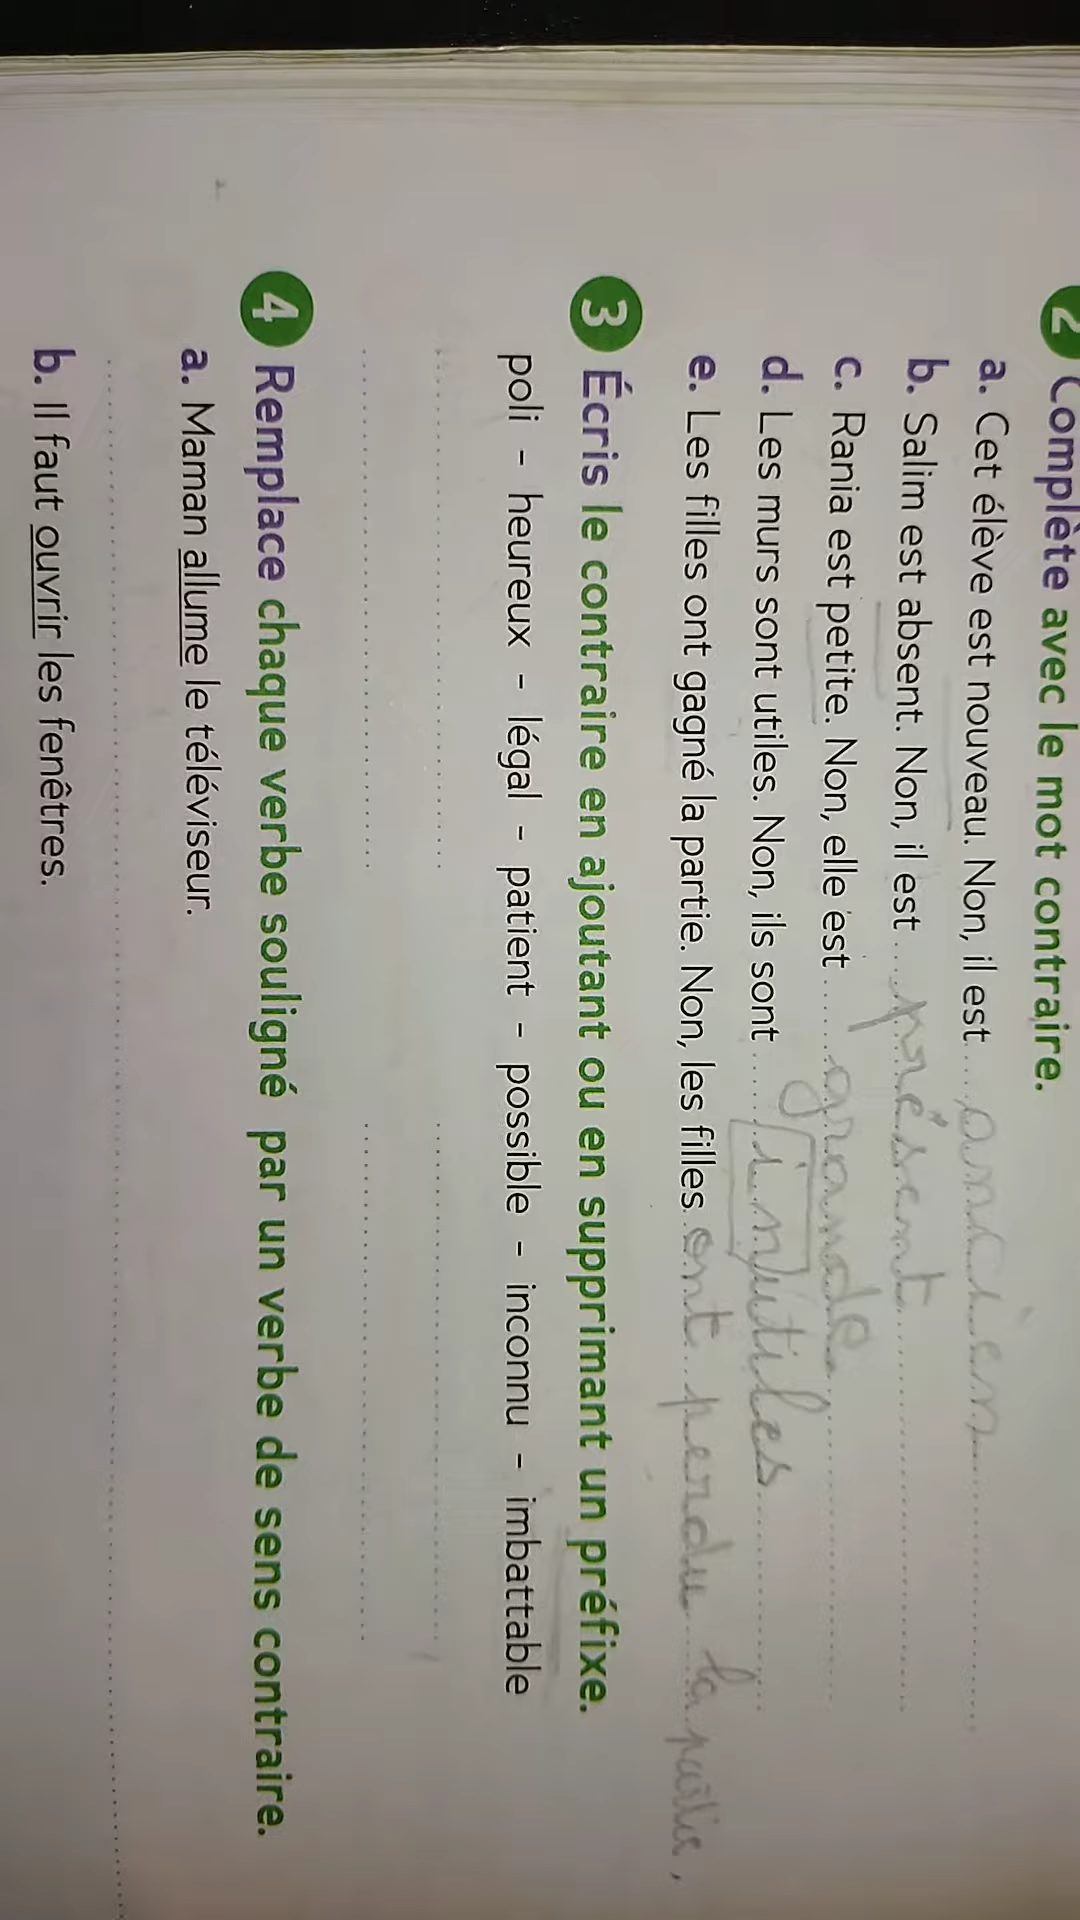 2 Complète avec le mot contraire.
a. Cet élève est nouveau. Non, il est ... ancièn
b. Salim est absent. Non, il est ... présent
c. Rania est petite. Non, elle est ... grande
d. Les murs sont utiles. Non, ils sont ... inutiles
e. Les filles ont gagné la partie. Non, les filles ont perdu la partie,
3 Écris le contraire en ajoutant ou en supprimant un préfixe.
poli - heureux - légal - patient - possible - inconnu - imbattable
4 Remplace chaque verbe souligné par un verbe de sens contraire.
a. Maman allume le téléviseur.
b. Il faut ouvrir les fenêtres.